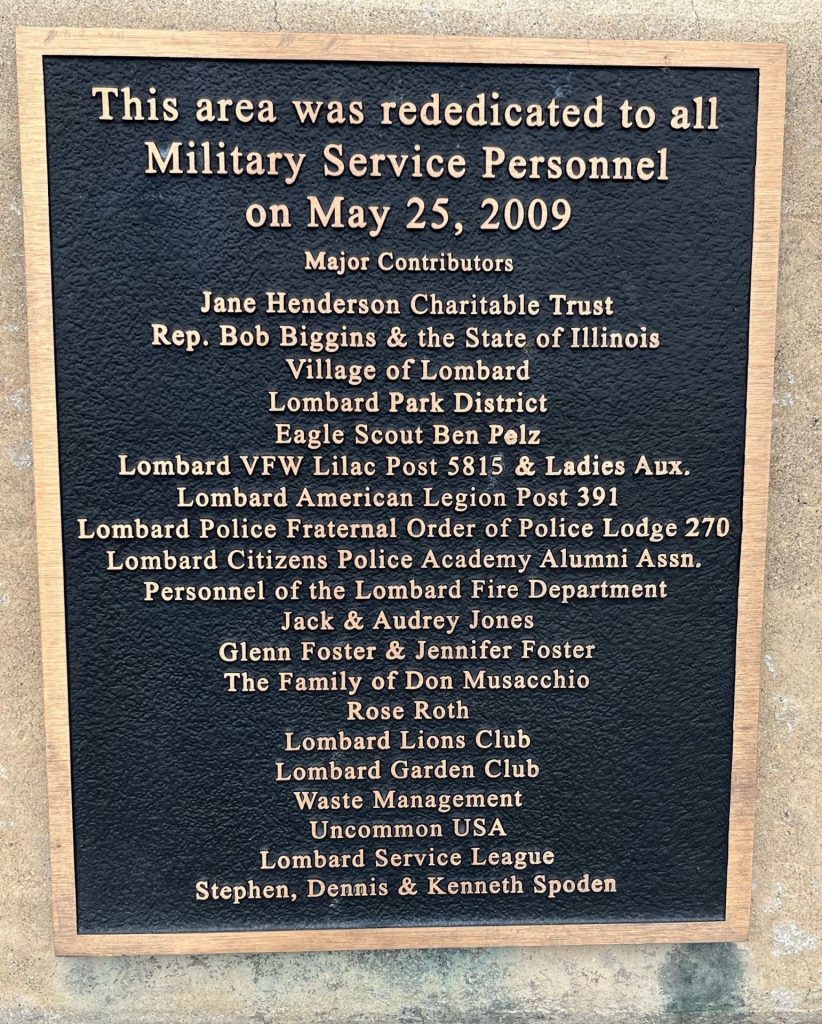 This area was rededicated to all
Military Service Personnel
on May 25, 2009
Major Contributors
Jane Henderson Charitable Trust
Rep. Bob Biggins & the State of Illinois
Village of Lombard
Lombard Park District
Eagle Scout Ben Pelz
Lombard VFW Lilac Post 5815 & Ladies Aux.
Lombard American Legion Post 391
Lombard Police Fraternal Order of Police Lodge 270
Lombard Citizens Police Academy Alumni Assn.
Personnel of the Lombard Fire Department
Jack & Audrey Jones
Glenn Foster & Jennifer Foster
The Family of Don Musacchio
Rose Roth
Lombard Lions Club
Lombard Garden Club
Waste Management
Uncommon USA
Lombard Service League
Stephen, Dennis & Kenneth Spoden